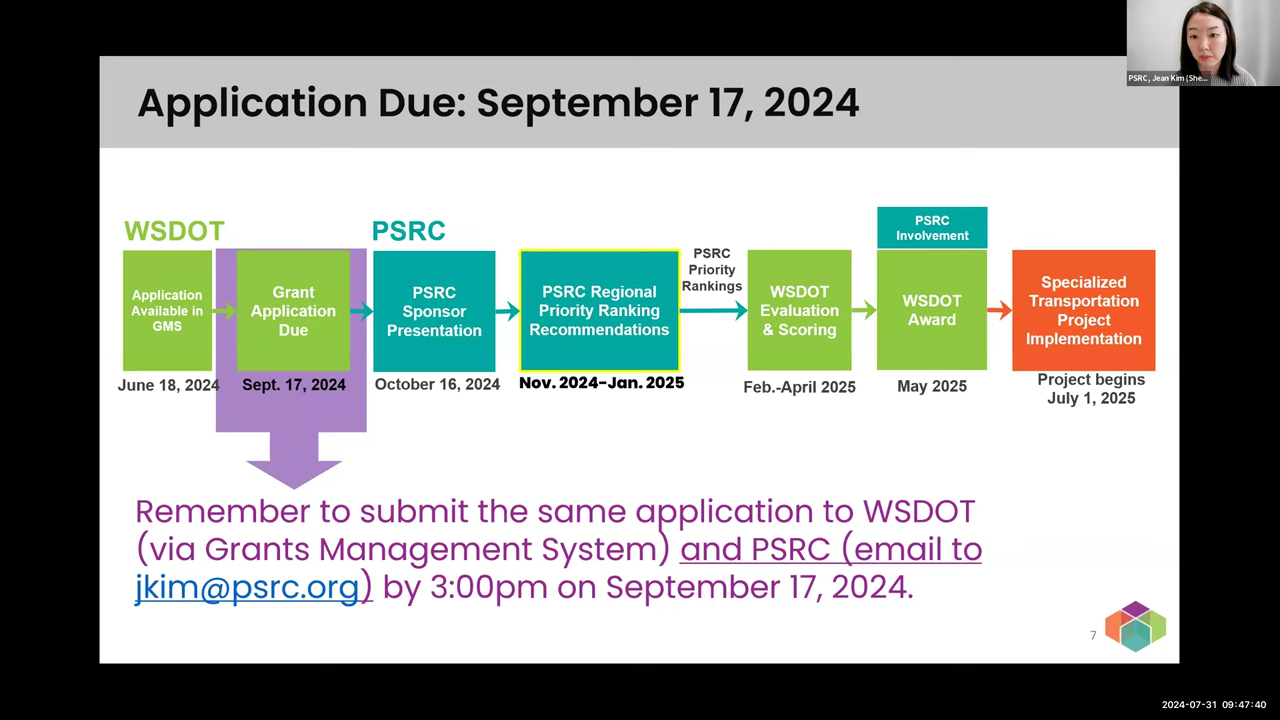 PSRC, Jean Kim (She...
Application Due: September 17, 2024
WSDOT
PSRC
PSRC
Involvement
Application
Available in
GMS
Grant
Application
Due
PSRC
Sponsor
Presentation
PSRC Regional
Priority Ranking
Recommendations
PSRC
Priority
Rankings
WSDOT
Evaluation
& Scoring
WSDOT
Award
Specialized
Transportation
Project
Implementation
June 18, 2024
Sept. 17, 2024
October 16, 2024
Nov. 2024-Jan. 2025
Feb.-April 2025
May 2025
Project begins
July 1, 2025
Remember to submit the same application to WSDOT
(via Grants Management System) and PSRC (email to
jkim@psrc.org) by 3:00pm on September 17, 2024.
7
2024-07-31 09:47:40